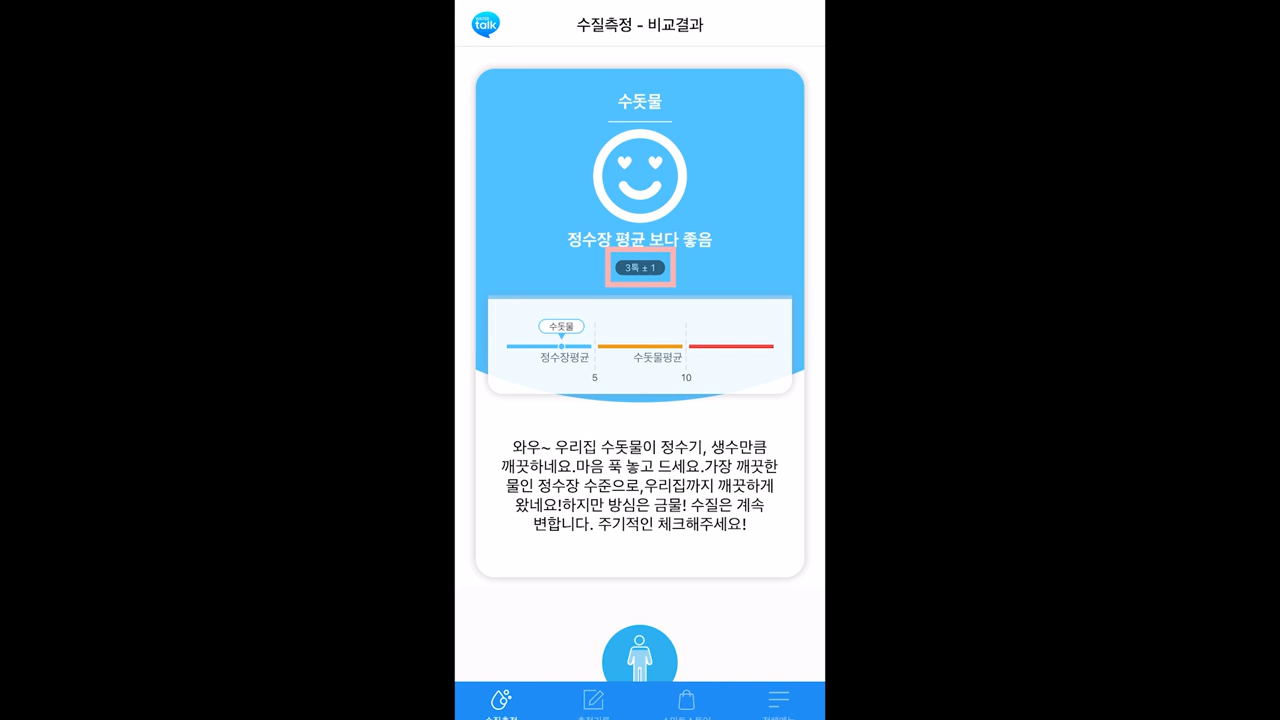 talk
수질측정 - 비교결과
수돗물
정수장 평균 보다 좋음
3톡 ± 1
수돗물
정수장평균
수돗물평균
5
10
와우~ 우리집 수돗물이 정수기, 생수만큼
깨끗하네요.마음 푹 놓고 드세요.가장 깨끗한
물인 정수장 수준으로,우리집까지 깨끗하게
왔네요!하지만 방심은 금물! 수질은 계속
변합니다. 주기적인 체크해주세요!
수질측정